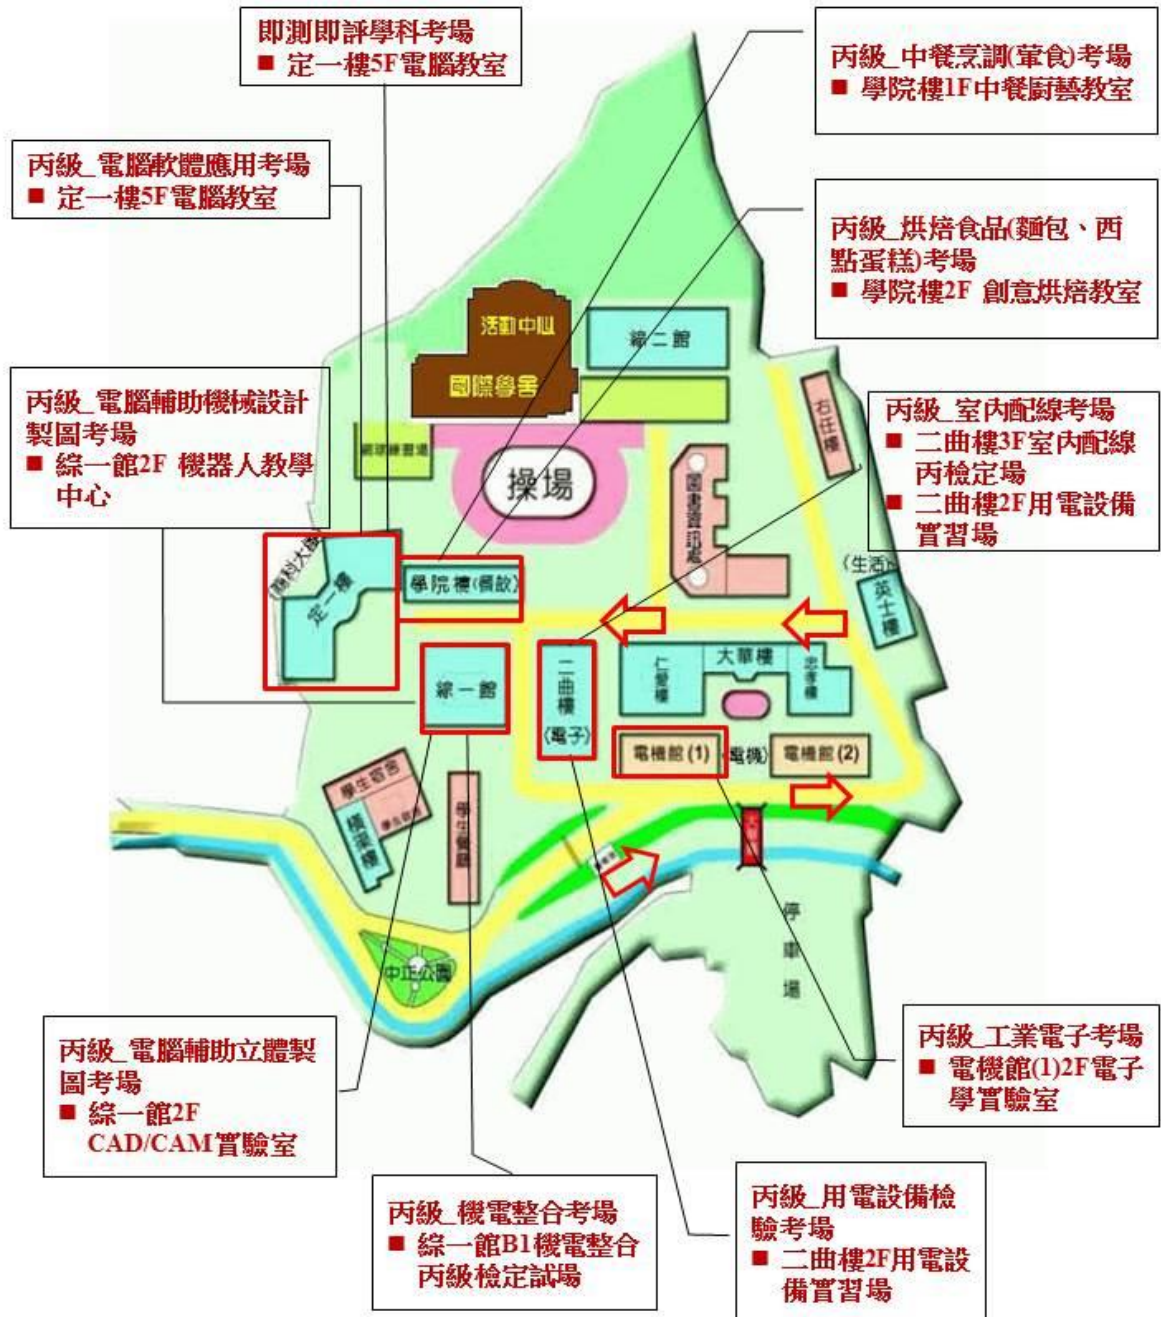 即測即評學科考場
■ 定一樓5F電腦教室
丙級_中餐烹調(葷食)考場
■ 學院樓1F中餐廚藝教室
丙級_電腦軟體應用考場
■ 定一樓5F電腦教室
丙級_烘焙食品(麵包、西
點蛋糕)考場
■ 學院樓2F 創意烘焙教室
活動中心
國際學舍
綜二館
丙級_電腦輔助機械設計
製圖考場
■ 綜一館2F 機器人教學
中心
丙級_室內配線考場
■ 二曲樓3F室內配線
丙檢定場
■ 二曲樓2F用電設備
實習場
右任樓
操場
圖書資訊處
(生活)
英士樓
(商科大樓)
定一樓
學院樓(餐飲)
綜一館
二曲樓
(電子)
仁愛樓
大華樓
忠孝樓
電機館(1)
(電機)
電機館(2)
學生宿舍
學生宿舍
橫渠樓
學生餐廳
中正公園
停車場
丙級_電腦輔助立體製
圖考場
■ 綜一館2F
CAD/CAM實驗室
丙級_工業電子考場
■ 電機館(1)2F電子
學實驗室
丙級_機電整合考場
■ 綜一館B1機電整合
丙級檢定試場
丙級_用電設備檢
驗考場
■ 二曲樓2F用電設
備實習場